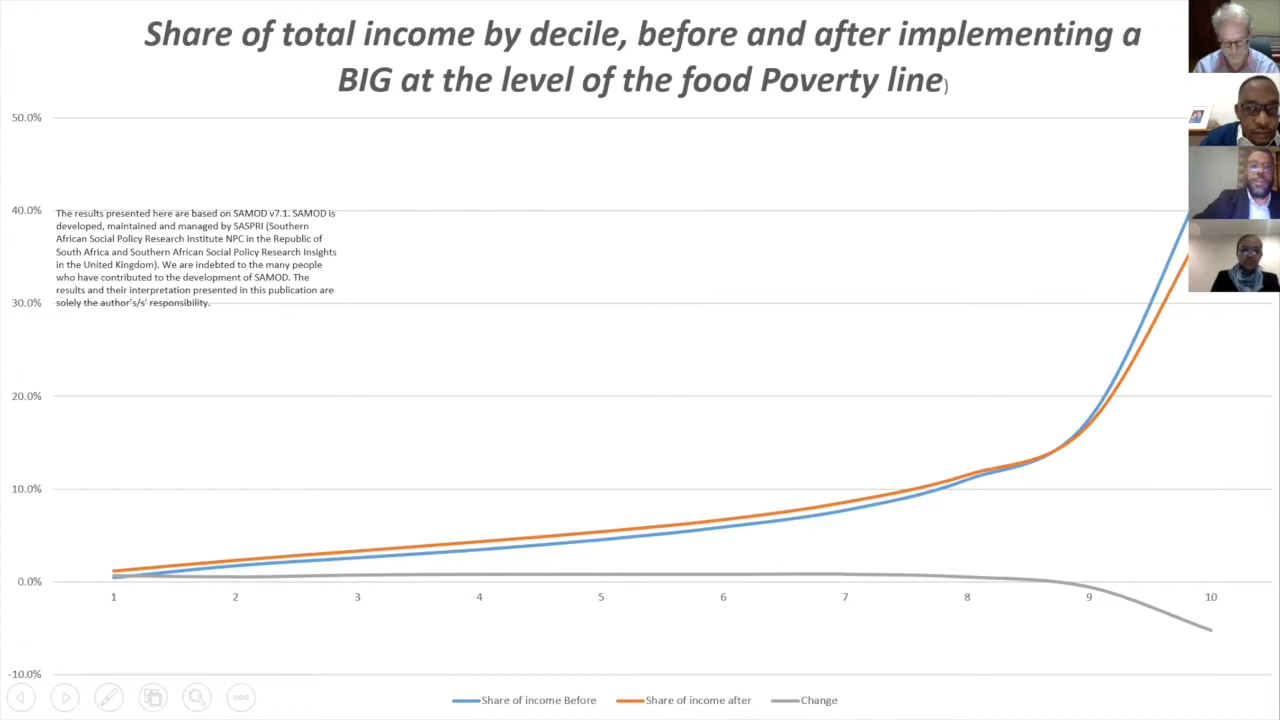 Share of total income by decile, before and after implementing a
BIG at the level of the food Poverty line)
50.0%
40.0%
The results presented here are based on SAMOD v7.1. SAMOD is
developed, maintained and managed by SASPRI (Southern
African Social Policy Research Institute NPC in the Republic of
South Africa and Southern African Social Policy Research Insights
in the United Kingdom). We are indebted to the many people
who have contributed to the development of SAMOD. The
results and their interpretation presented in this publication are
solely the author's/s' responsibility.
30.0%
20.0%
10.0%
0.0%
1 2 3 4 5 6 7 8 9 10
-10.0%
Share of income Before Share of income after Change